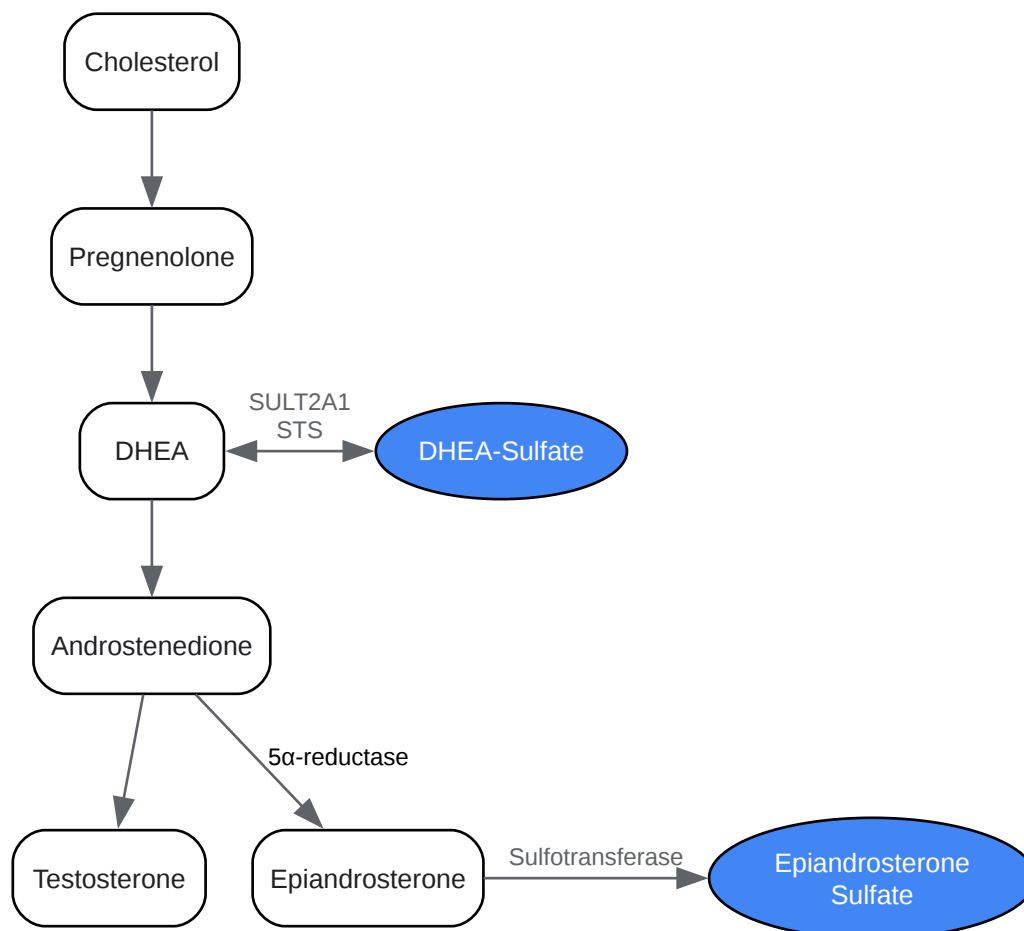 Cholesterol
Pregnenolone
SULT2A1
STS
DHEA
DHEA-Sulfate
Androstenedione
5α-reductase
Testosterone
Epiandrosterone
Sulfotransferase
Epiandrosterone
Sulfate